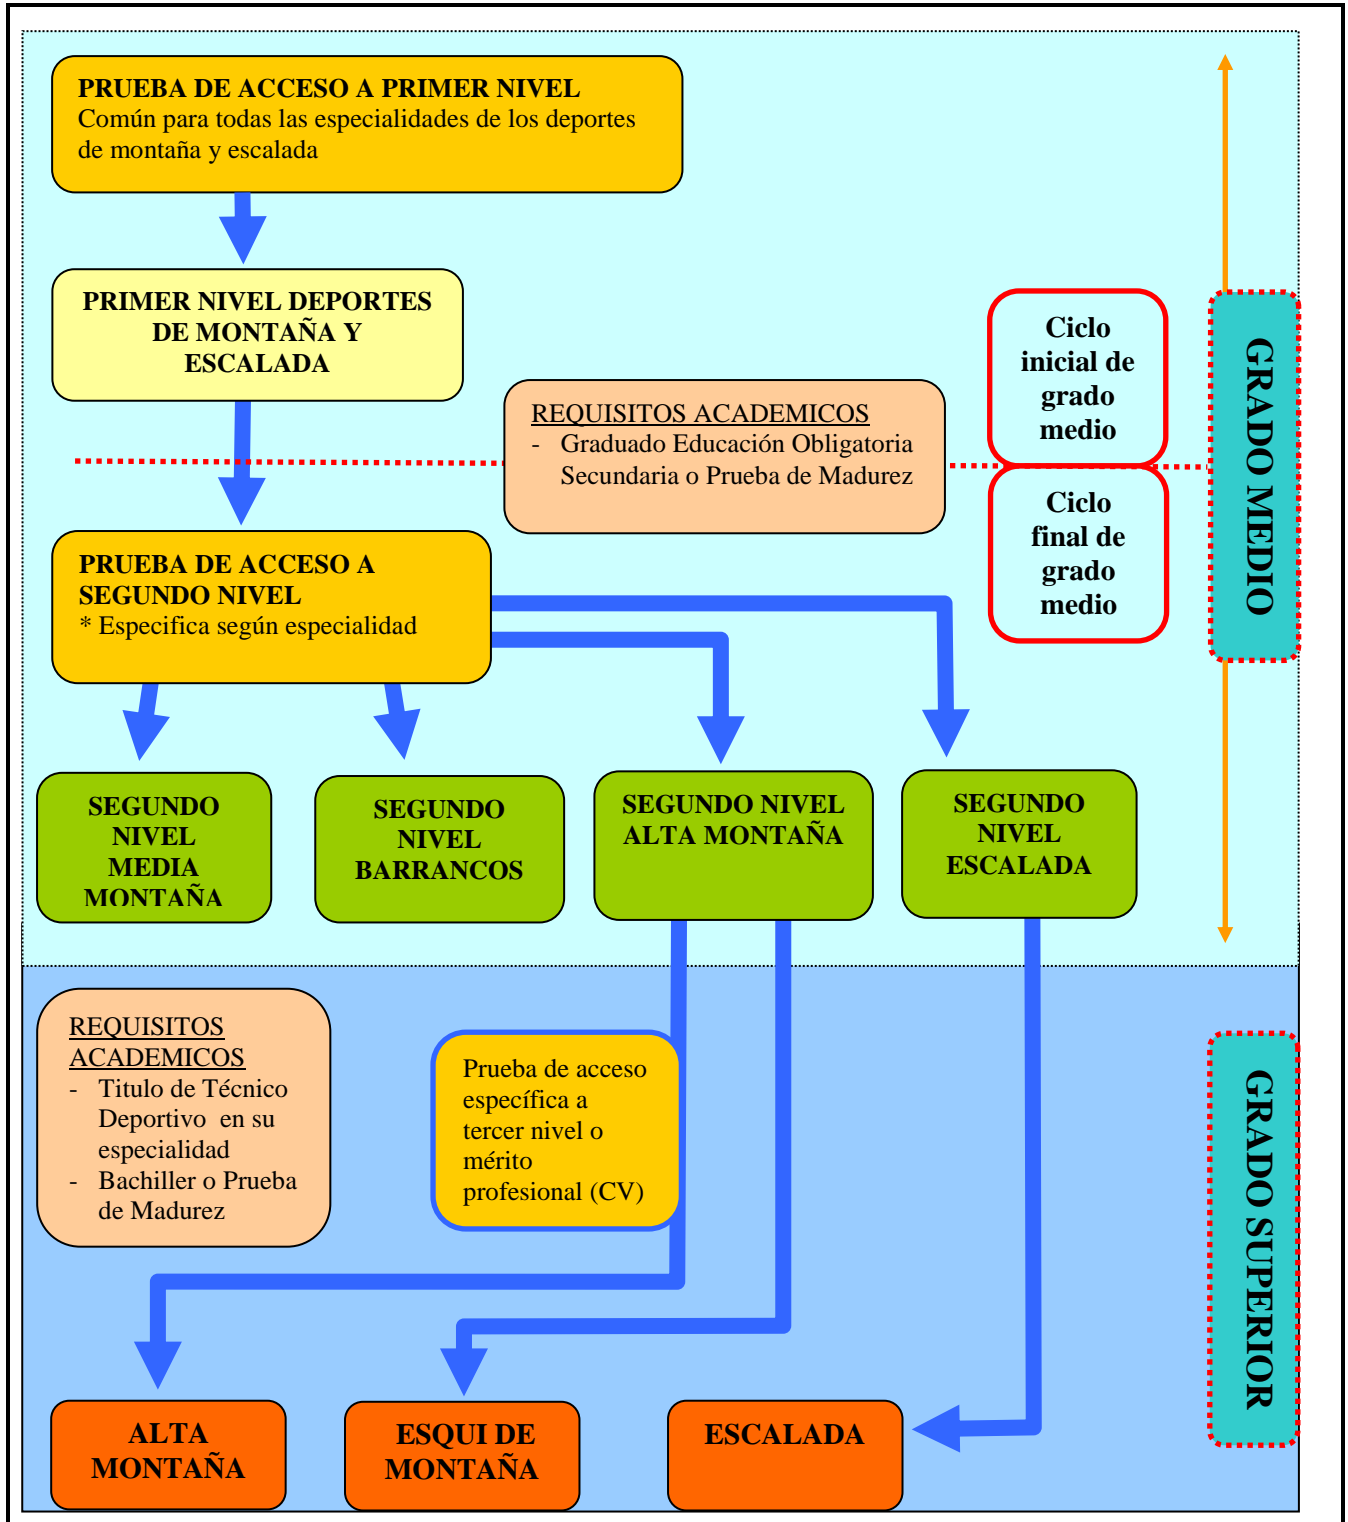 PRUEBA DE ACCESO A PRIMER NIVEL
Común para todas las especialidades de los deportes
de montaña y escalada
PRIMER NIVEL DEPORTES
DE MONTAÑA Y
ESCALADA
REQUISITOS ACADEMICOS
- Graduado Educación Obligatoria
Secundaria o Prueba de Madurez
Ciclo
inicial de
grado
medio
Ciclo
final de
grado
medio
GRADO MEDIO
PRUEBA DE ACCESO A
SEGUNDO NIVEL
* Especifica según especialidad
SEGUNDO
NIVEL
MEDIA
MONTAÑA
SEGUNDO
NIVEL
BARRANCOS
SEGUNDO NIVEL
ALTA MONTAÑA
SEGUNDO
NIVEL
ESCALADA
REQUISITOS
ACADEMICOS
- Titulo de Técnico
Deportivo en su
especialidad
- Bachiller o Prueba
de Madurez
Prueba de acceso
específica a
tercer nivel o
mérito
profesional (CV)
GRADO SUPERIOR
ALTA
MONTAÑA
ESQUI DE
MONTAÑA
ESCALADA